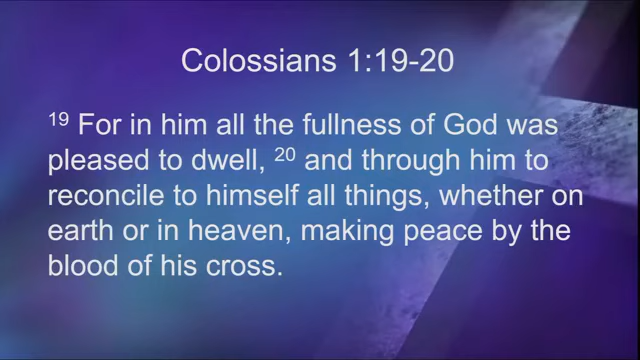 Colossians 1:19-20
19 For in him all the fullness of God was
pleased to dwell, 20 and through him to
reconcile to himself all things, whether on
earth or in heaven, making peace by the
blood of his cross.